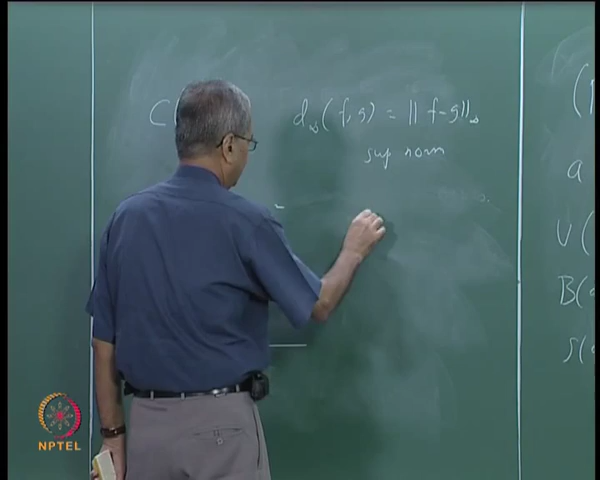 C d∞(f,g) = ||f-g||∞
sup norm
(
a
U(
B(
S(
NPTEL